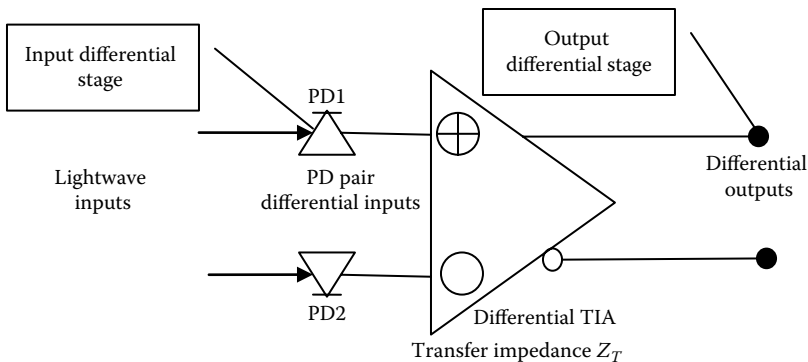 Input differential
stage
Output
differential stage
PD1
Lightwave
inputs
PD pair
differential inputs
Differential
outputs
PD2
Differential TIA
Transfer impedance Z_T